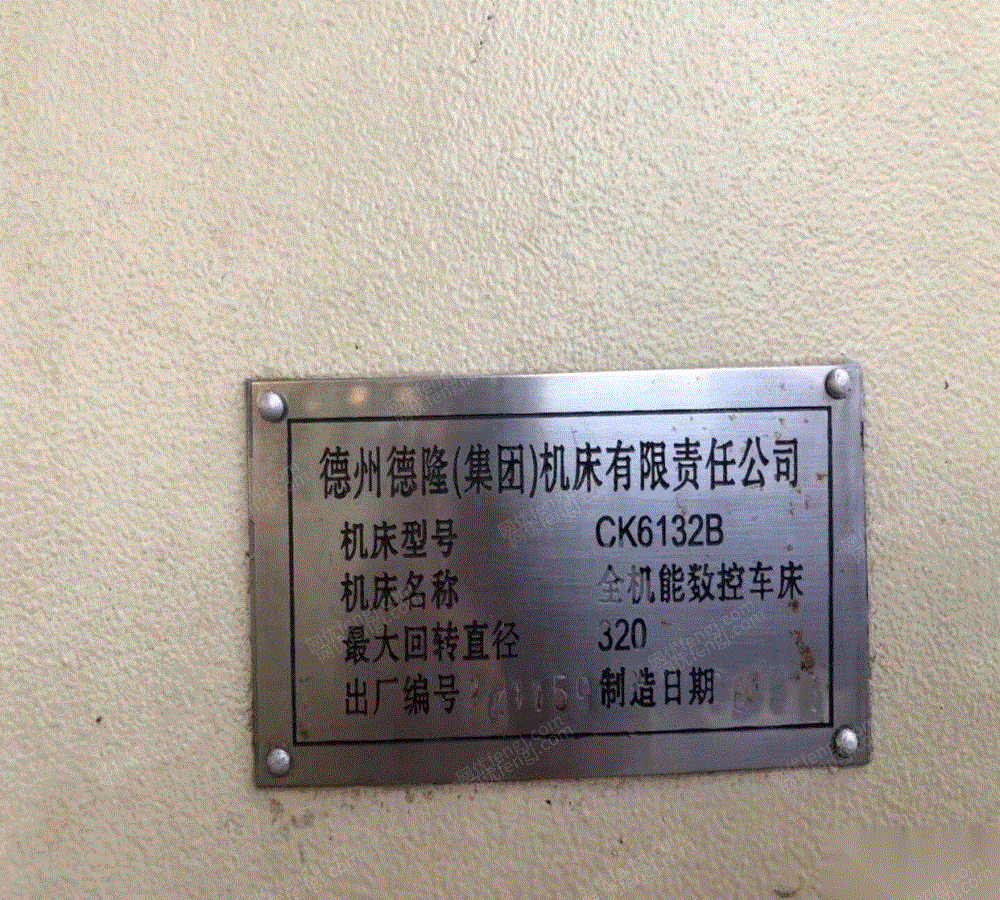 德州德隆(集团)机床有限责任公司
机床型号 CK6132B
机床名称 全机能数控车床
最大回转直径 320
出厂编号 制造日期